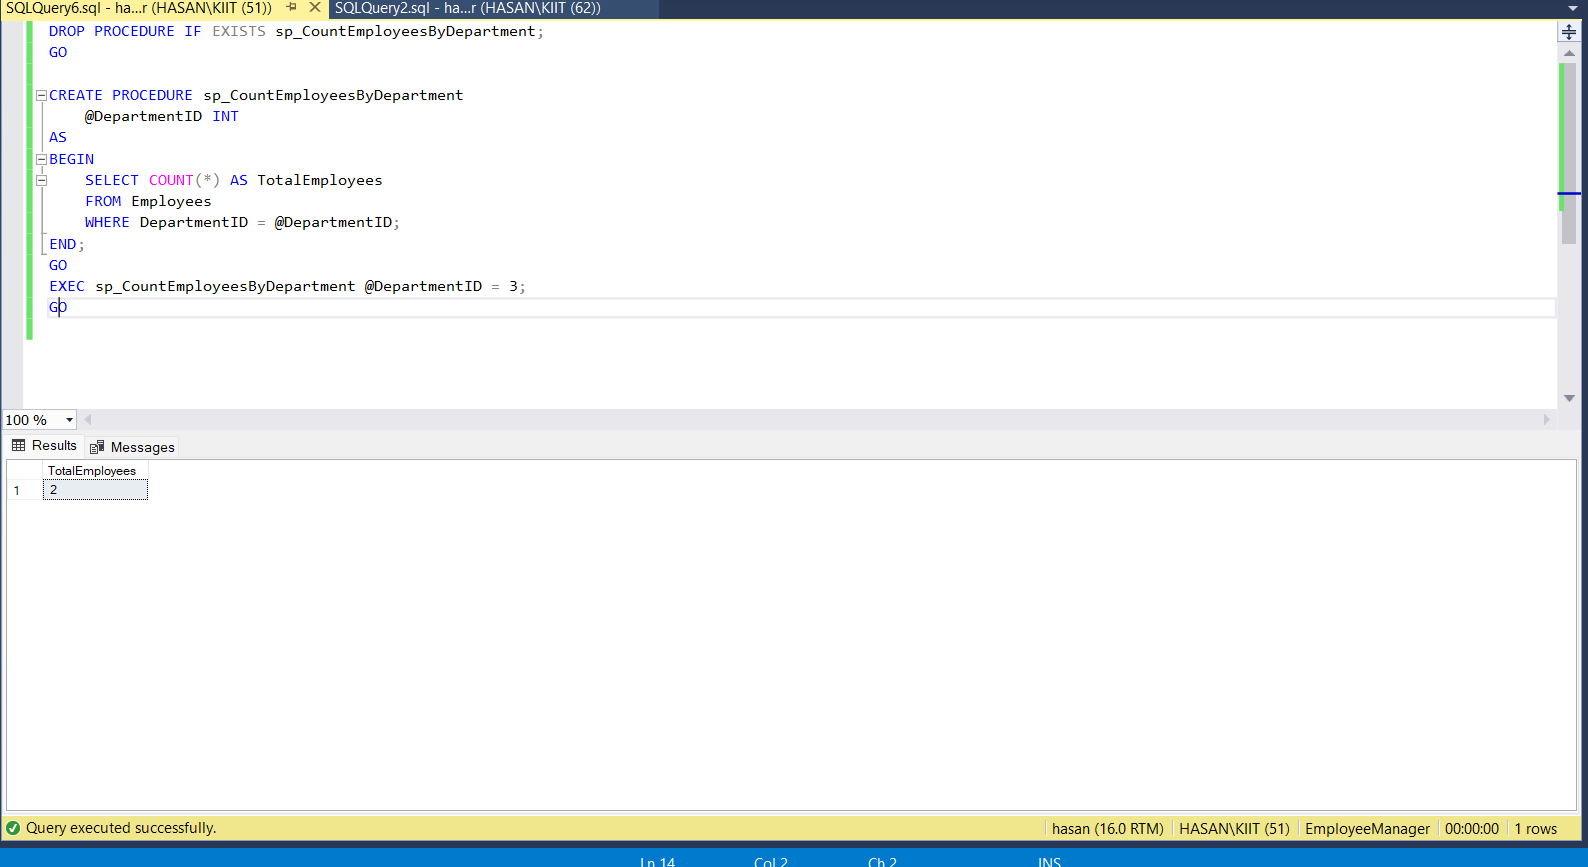 SQLQuery6.sql - ha...r (HASAN\KIIT (51)) SQLQuery2.sql - ha...r (HASAN\KIIT (62))
DROP PROCEDURE IF EXISTS sp_CountEmployeesByDepartment;
GO
CREATE PROCEDURE sp_CountEmployeesByDepartment
@DepartmentID INT
AS
BEGIN
SELECT COUNT(*) AS TotalEmployees
FROM Employees
WHERE DepartmentID = @DepartmentID;
END;
GO
EXEC sp_CountEmployeesByDepartment @DepartmentID = 3;
GO
100 %
Results Messages
TotalEmployees
1 2
Query executed successfully. hasan (16.0 RTM) HASAN\KIIT (51) EmployeeManager 00:00:00 1 rows
Ln 14 Col 2 Ch 2 INS